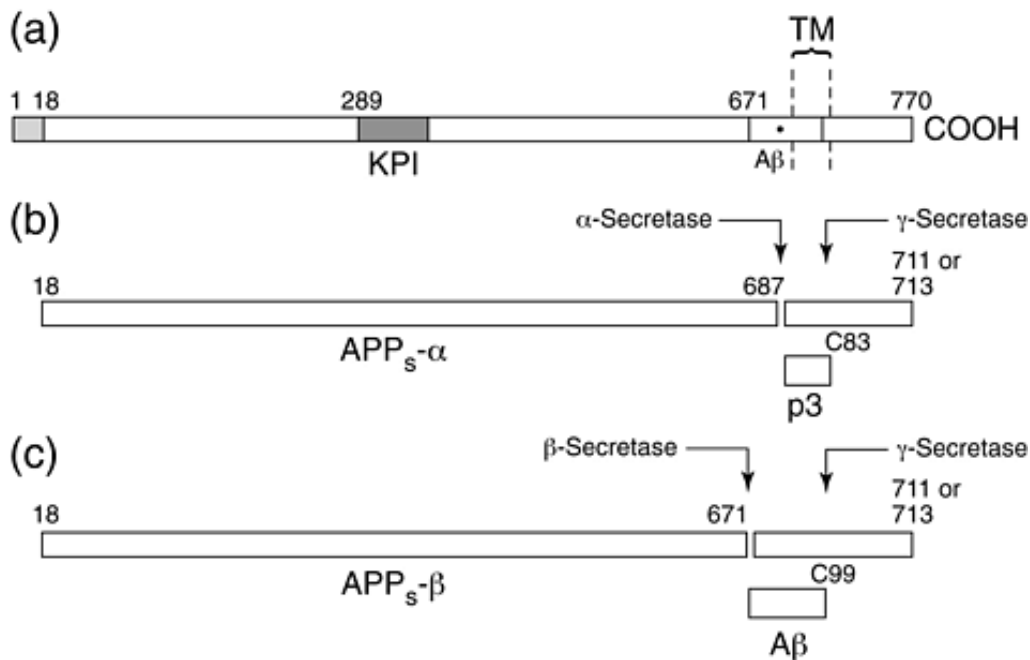 (a)
TM
1 18 289 671 770
COOH
KPI
Aβ
(b)
α-Secretase
γ-Secretase
711 or
18 687 713
APPs-α
C83
p3
(c)
β-Secretase
γ-Secretase
711 or
18 671 713
APPs-β
C99
Aβ